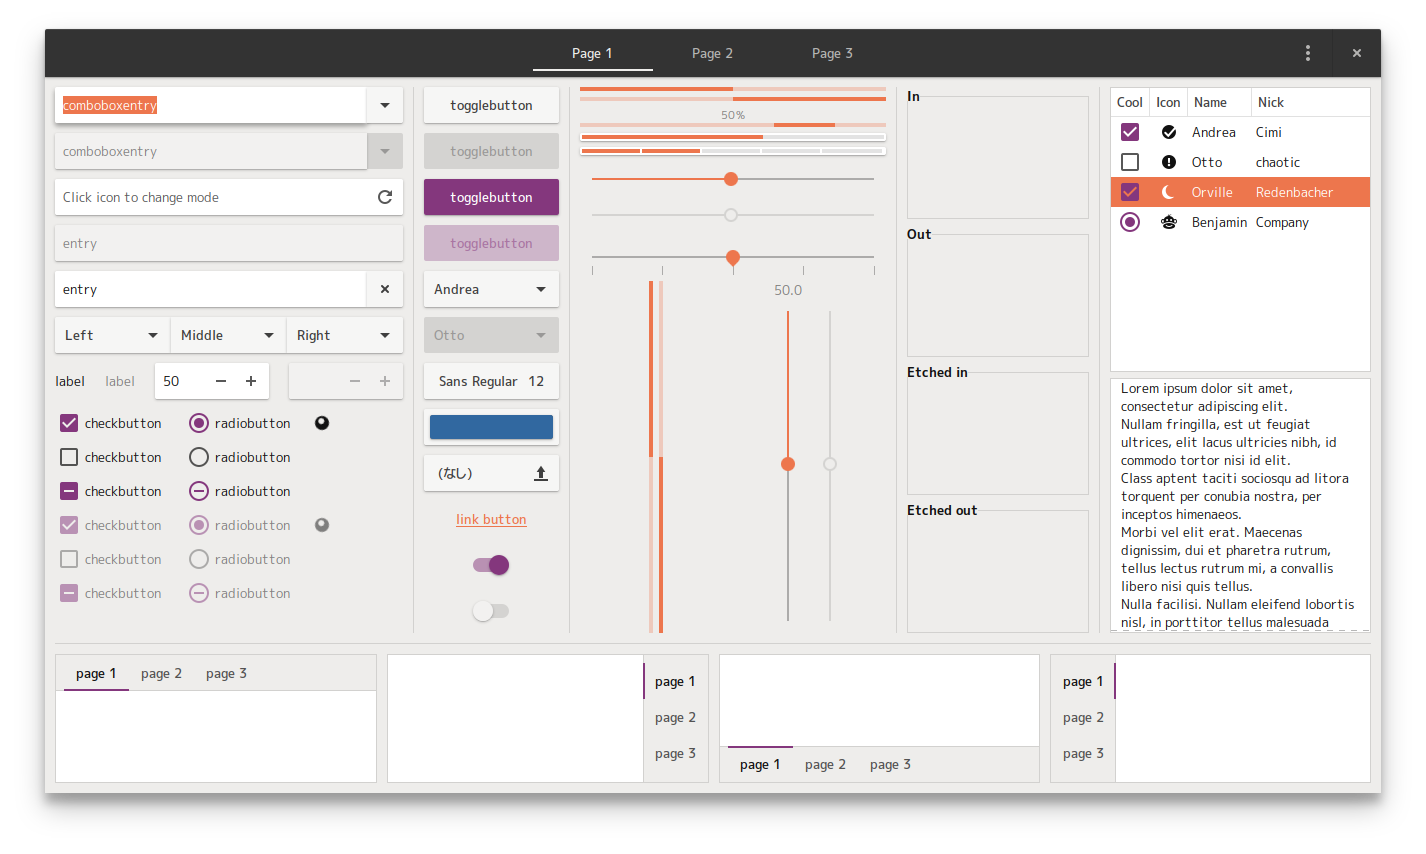 Page 1
Page 2
Page 3
comboboxentry
comboboxentry
Click icon to change mode
entry
entry
Left
Middle
Right
label
label
50
checkbutton
radiobutton
checkbutton
radiobutton
checkbutton
radiobutton
checkbutton
radiobutton
checkbutton
radiobutton
checkbutton
radiobutton
togglebutton
togglebutton
togglebutton
togglebutton
Andrea
Otto
Sans Regular 12
(なし)
link button
50%
50.0
In
Out
Etched in
Etched out
Cool Icon Name Nick
Andrea Cimi
Otto chaotic
Orville Redenbacher
Benjamin Company
Lorem ipsum dolor sit amet,
consectetur adipiscing elit.
Nullam fringilla, est ut feugiat
ultrices, elit lacus ultricies nibh, id
commodo tortor nisi id elit.
Class aptent taciti sociosqu ad litora
torquent per conubia nostra, per
inceptos himenaeos.
Morbi vel elit erat. Maecenas
dignissim, dui et pharetra rutrum,
tellus lectus rutrum mi, a convallis
libero nisi quis tellus.
Nulla facilisi. Nullam eleifend lobortis
nisl, in porttitor tellus malesuada
page 1
page 2
page 3
page 1
page 2
page 3
page 1
page 2
page 3
page 1
page 2
page 3